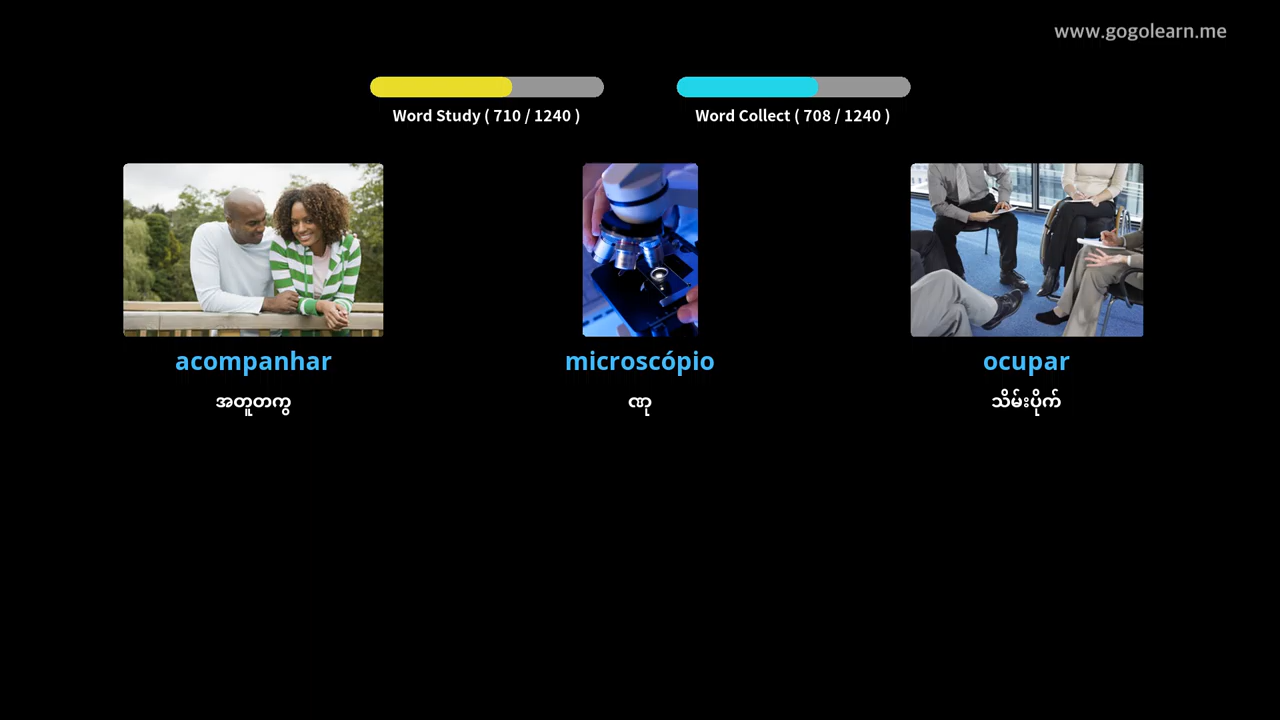 www.gogolearn.me
Word Study ( 710 / 1240 )
Word Collect ( 708 / 1240 )
acompanhar
microscópio
ocupar
အတူတကွ
ဏု
သိမ်းပိုက်